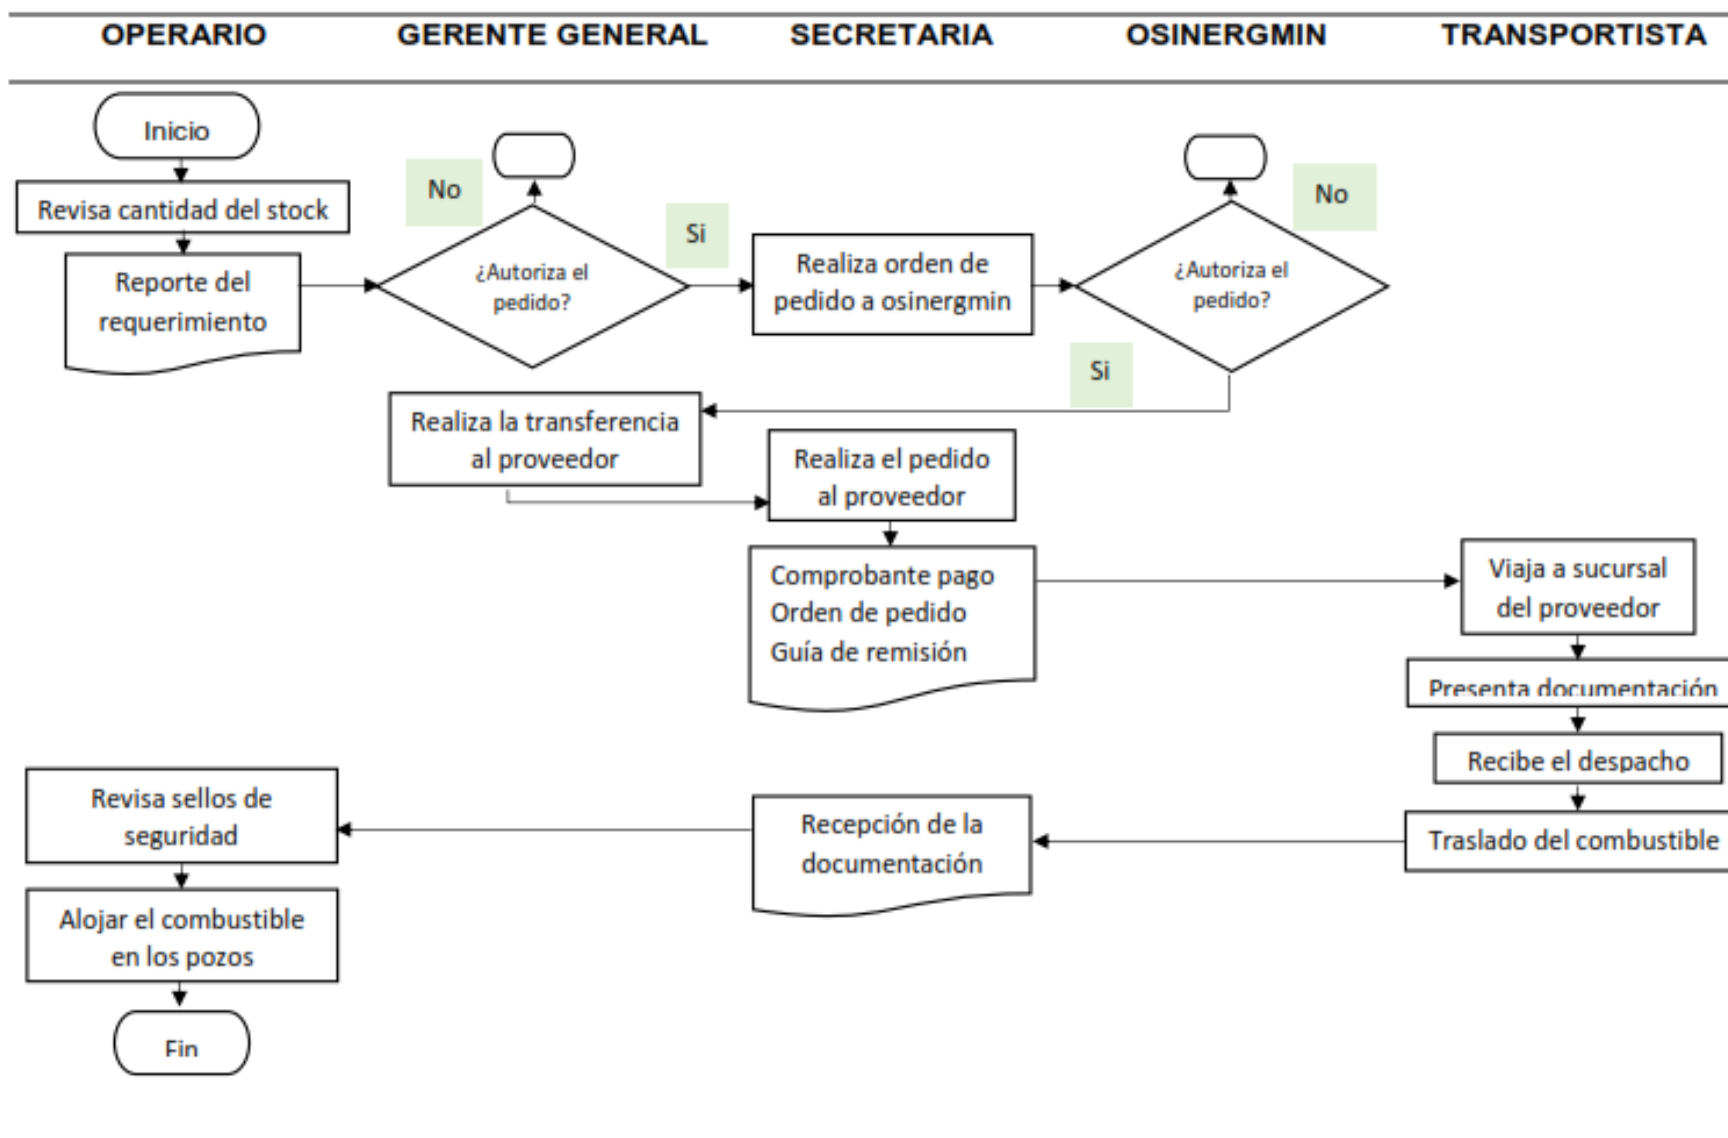 OPERARIO
GERENTE GENERAL
SECRETARIA
OSINERGMIN
TRANSPORTISTA
Inicio
Revisa cantidad del stock
Reporte del
requerimiento
No
¿Autoriza el
pedido?
Si
Realiza orden de
pedido a osinergmin
¿Autoriza el
pedido?
No
Si
Realiza la transferencia
al proveedor
Realiza el pedido
al proveedor
Comprobante pago
Orden de pedido
Guía de remisión
Viaja a sucursal
del proveedor
Presenta documentación
Recibe el despacho
Traslado del combustible
Recepción de la
documentación
Revisa sellos de
seguridad
Alojar el combustible
en los pozos
Fin